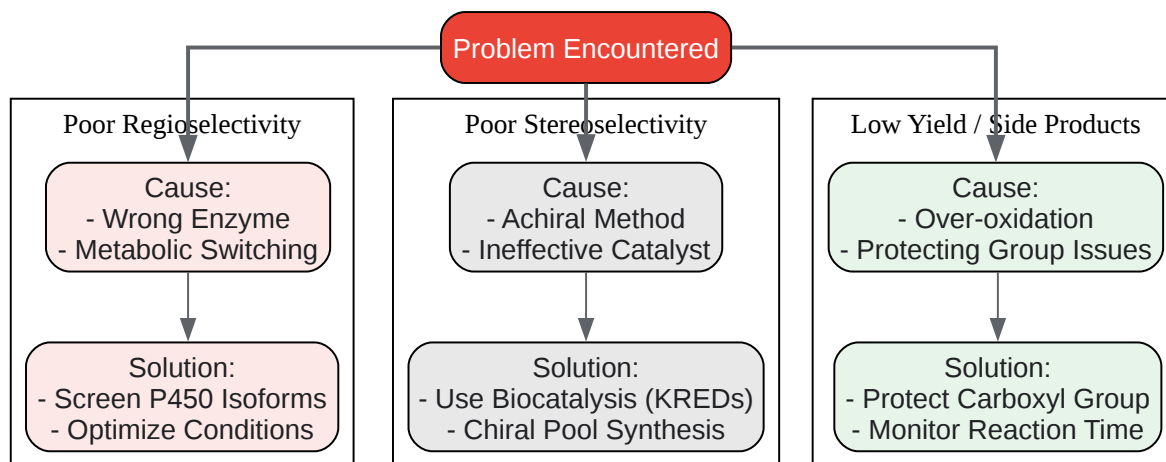 Problem Encountered
Poor Regioselectivity
Cause:
- Wrong Enzyme
- Metabolic Switching
Solution:
- Screen P450 Isoforms
- Optimize Conditions
Poor Stereoselectivity
Cause:
- Achiral Method
- Ineffective Catalyst
Solution:
- Use Biocatalysis (KREDs)
- Chiral Pool Synthesis
Low Yield / Side Products
Cause:
- Over-oxidation
- Protecting Group Issues
Solution:
- Protect Carboxyl Group
- Monitor Reaction Time